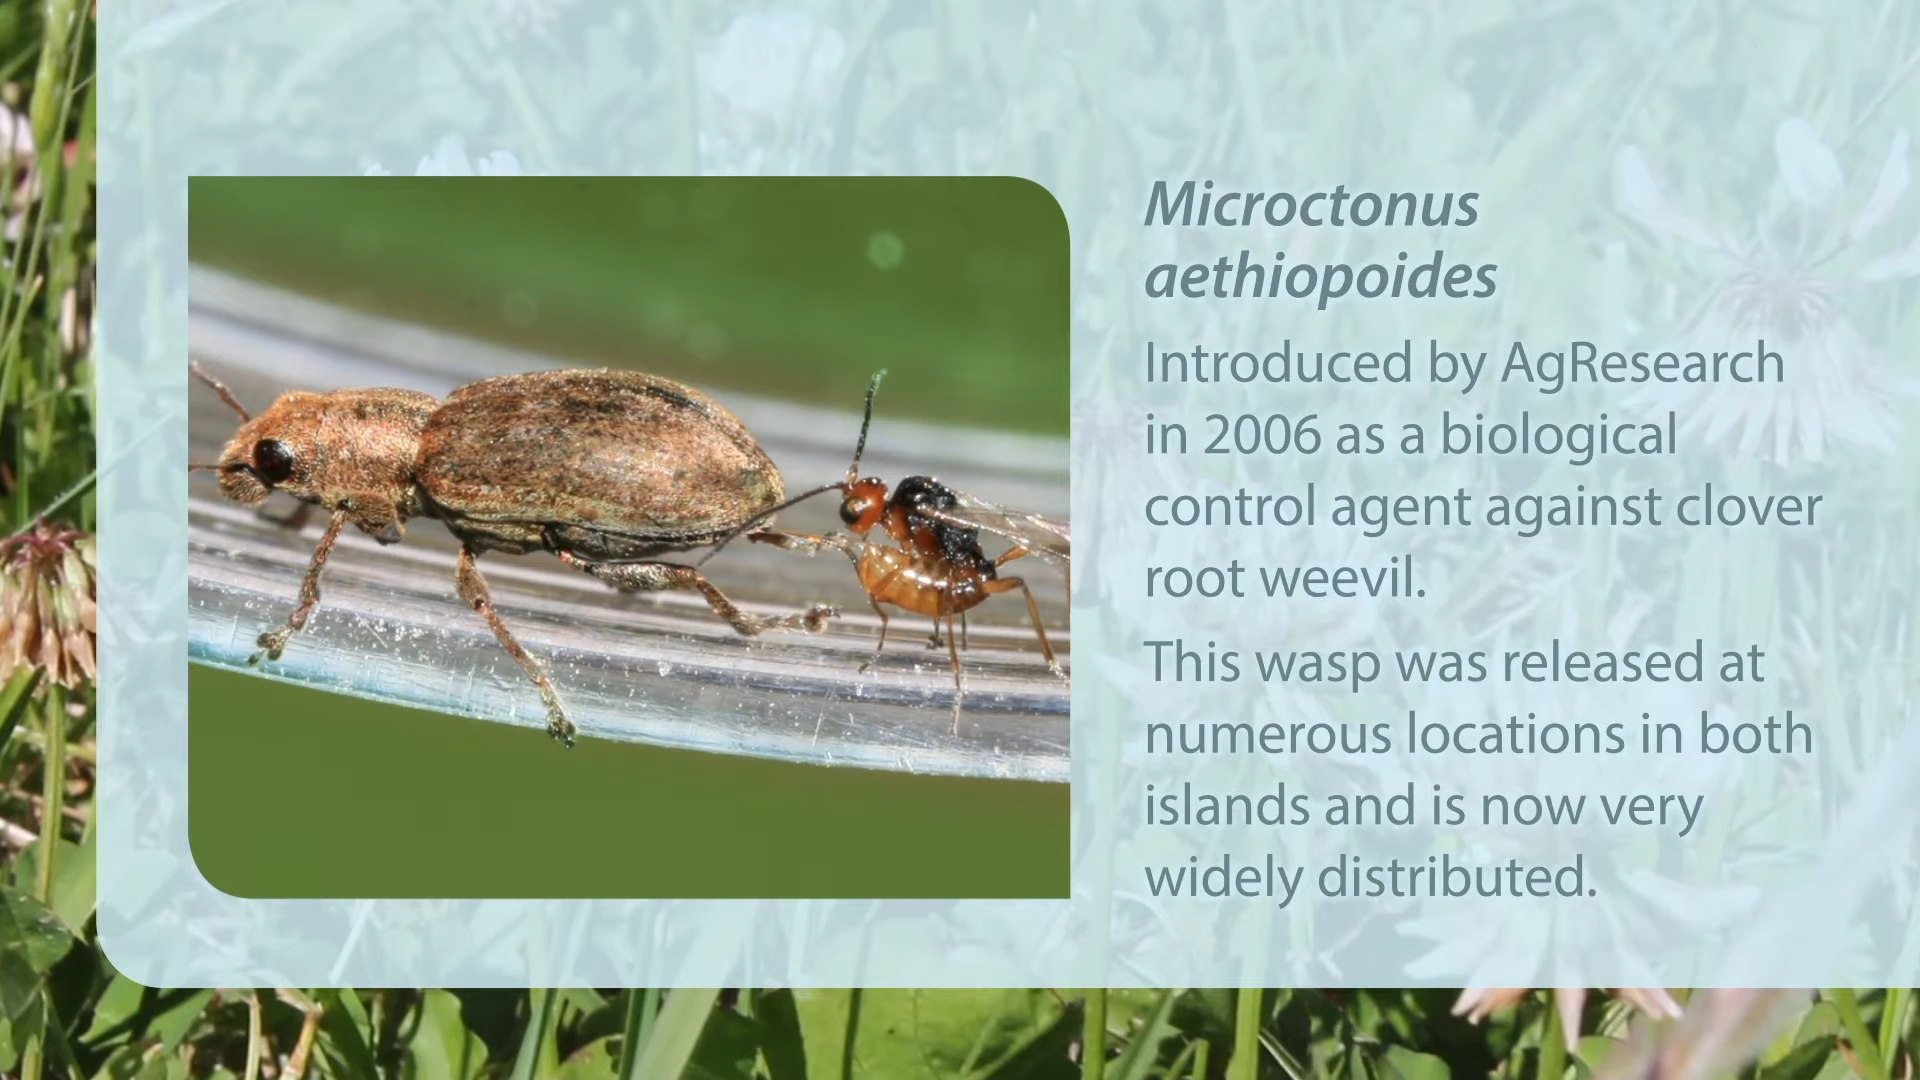 Microctonus
aethiopoides
Introduced by AgResearch
in 2006 as a biological
control agent against clover
root weevil.
This wasp was released at
numerous locations in both
islands and is now very
widely distributed.